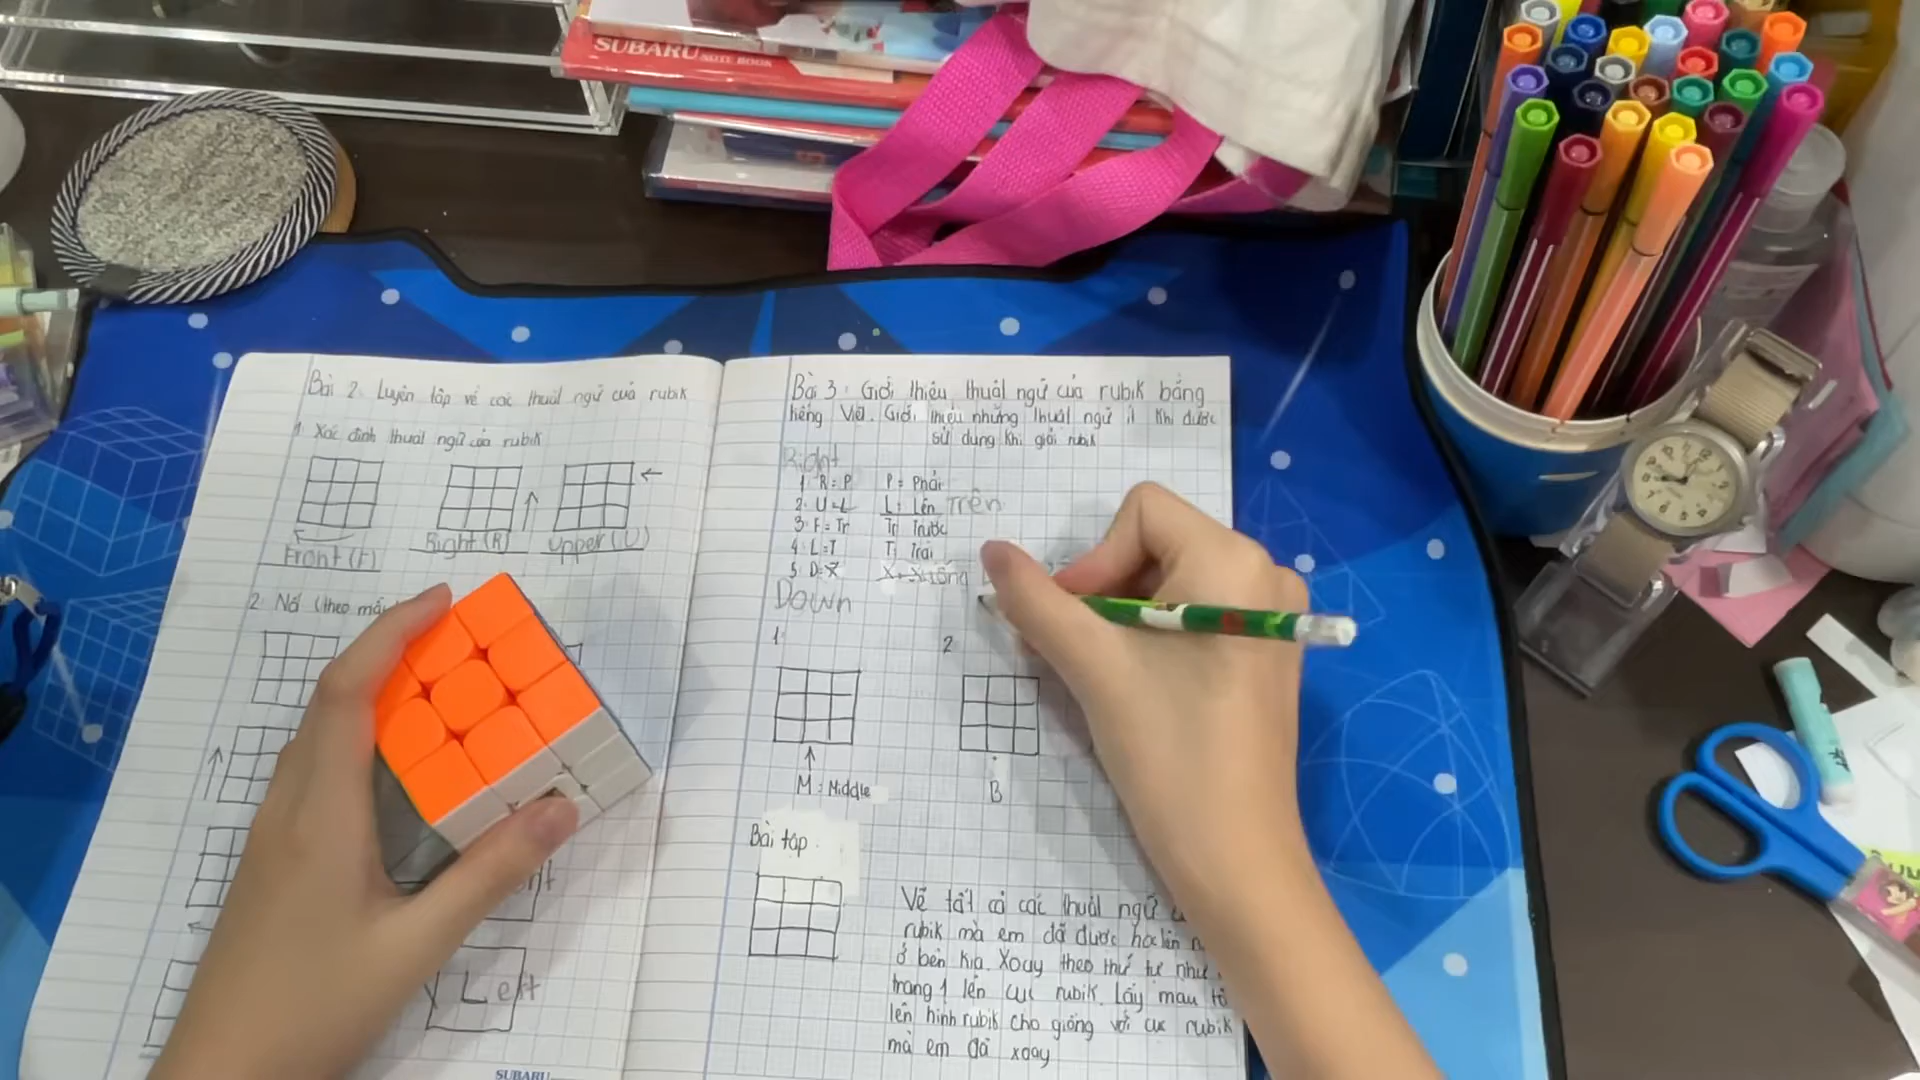 SUBARU NOTE BOOK
Bài 2: Luyện tập về các thuật ngữ của rubik
1. Xác định thuật ngữ của rubik
Front (F)
Right (R)
Upper (U)
2. Nối (theo
Left
SUBARU
Bài 3: Giới thiệu thuật ngữ của rubik bằng
tiếng Việt. Giới thiệu những thuật ngữ ít khi được
sử dụng khi giải rubik
Right
1. R = P P = Phải
2. U = L L: Lên Trên
3. F = Tr Tr Trước
4. L = T T: Trái
5. D = X X: Xuống
Down
1.
2
M: Middle
B
Bài tập
Vẽ tất cả các thuật ngữ
rubik mà em đã được học lên
ở bên kia. Xoay theo thứ tự như
trang 1 lên cục rubik. Lấy màu tô
lên hình rubik cho giống với cục rubik
mà em đã xoay